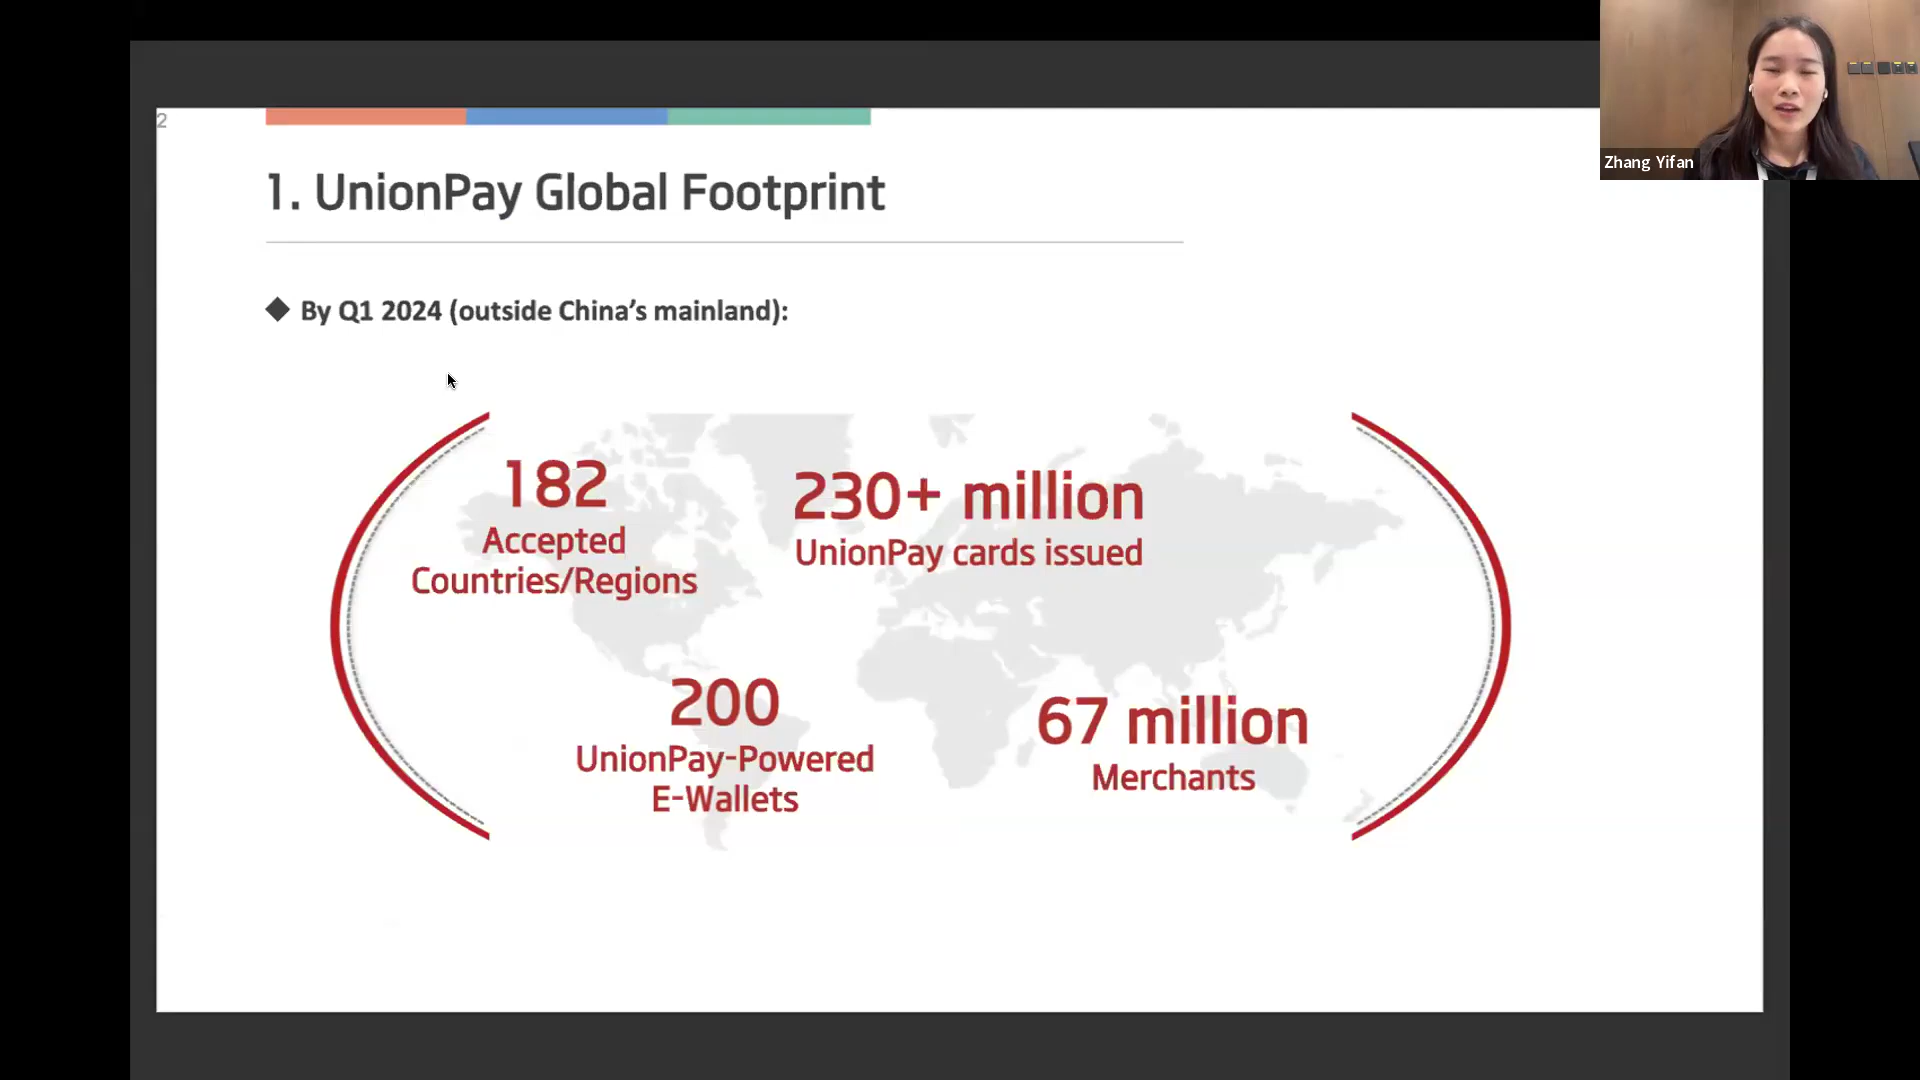 Zhang Yifan
2
1. UnionPay Global Footprint
◆ By Q1 2024 (outside China’s mainland):
182
Accepted
Countries/Regions
230+ million
UnionPay cards issued
200
UnionPay-Powered
E-Wallets
67 million
Merchants